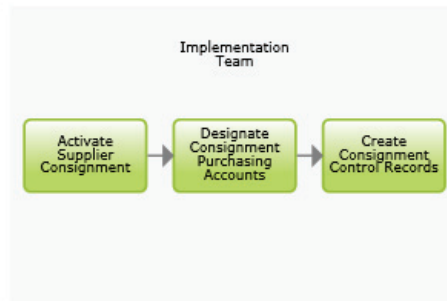 Implementation
Team
Activate
Supplier
Consignment
Designate
Consignment
Purchasing
Accounts
Create
Consignment
Control Records